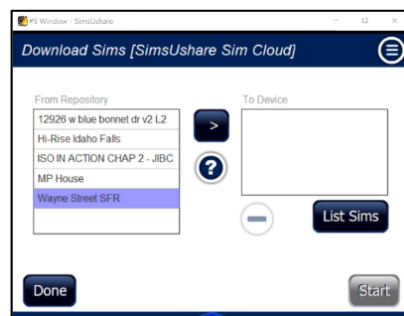 #5 Window - SimsUshare
Download Sims [SimsUshare Sim Cloud]
From Repository
To Device
12926 w blue bonnet dr v2 L2
Hi-Rise Idaho Falls
ISO IN ACTION CHAP 2 - JIBC
MP House
Wayne Street SFR
>
?
List Sims
Done
Start